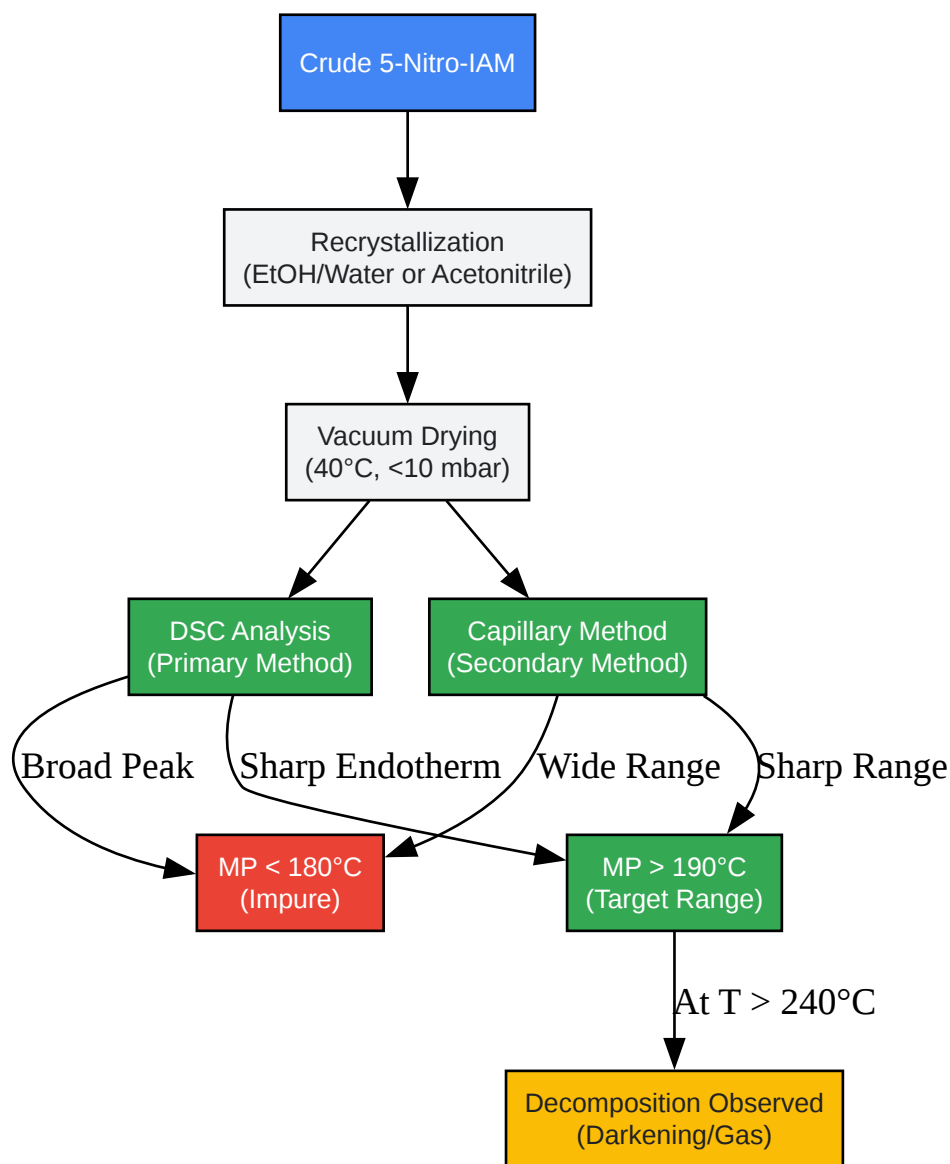 Crude 5-Nitro-IAM
Recrystallization
(EtOH/Water or Acetonitrile)
Vacuum Drying
(40°C, <10 mbar)
DSC Analysis
(Primary Method)
Capillary Method
(Secondary Method)
Broad Peak
Sharp Endotherm
Wide Range
Sharp Range
MP < 180°C
(Impure)
MP > 190°C
(Target Range)
At T > 240°C
Decomposition Observed
(Darkening/Gas)